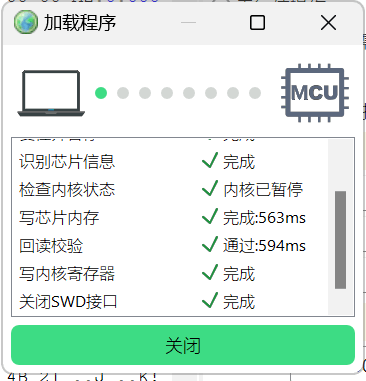 加载程序
MCU
识别芯片信息 完成
检查内核状态 内核已暂停
写芯片内存 完成:563ms
回读校验 通过:594ms
写内核寄存器 完成
关闭SWD接口 完成
关闭